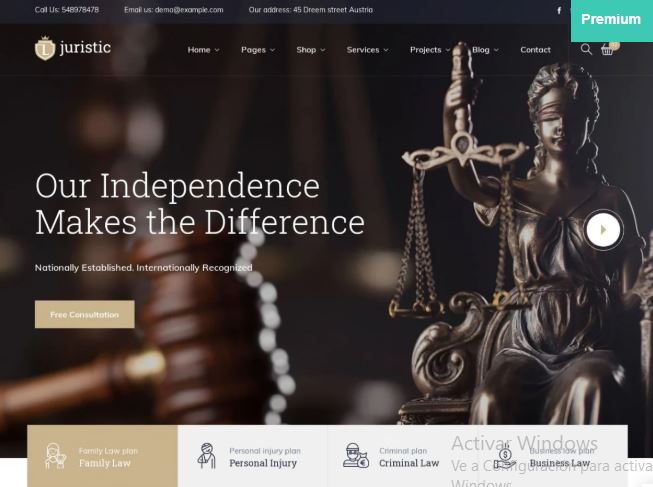 Call Us: 548978478 Email us: demo@example.com Our address: 45 Dreem street Austria
Premium
juristic
Home Pages Shop Services Projects Blog Contact
Our Independence
Makes the Difference
Nationally Established. Internationally Recognized
Free Consultation
Family Law plan
Family Law
Personal injury plan
Personal Injury
Criminal plan
Criminal Law
Business law plan
Business Law
Activar Windows
Ve a Configuración para activa
Windows